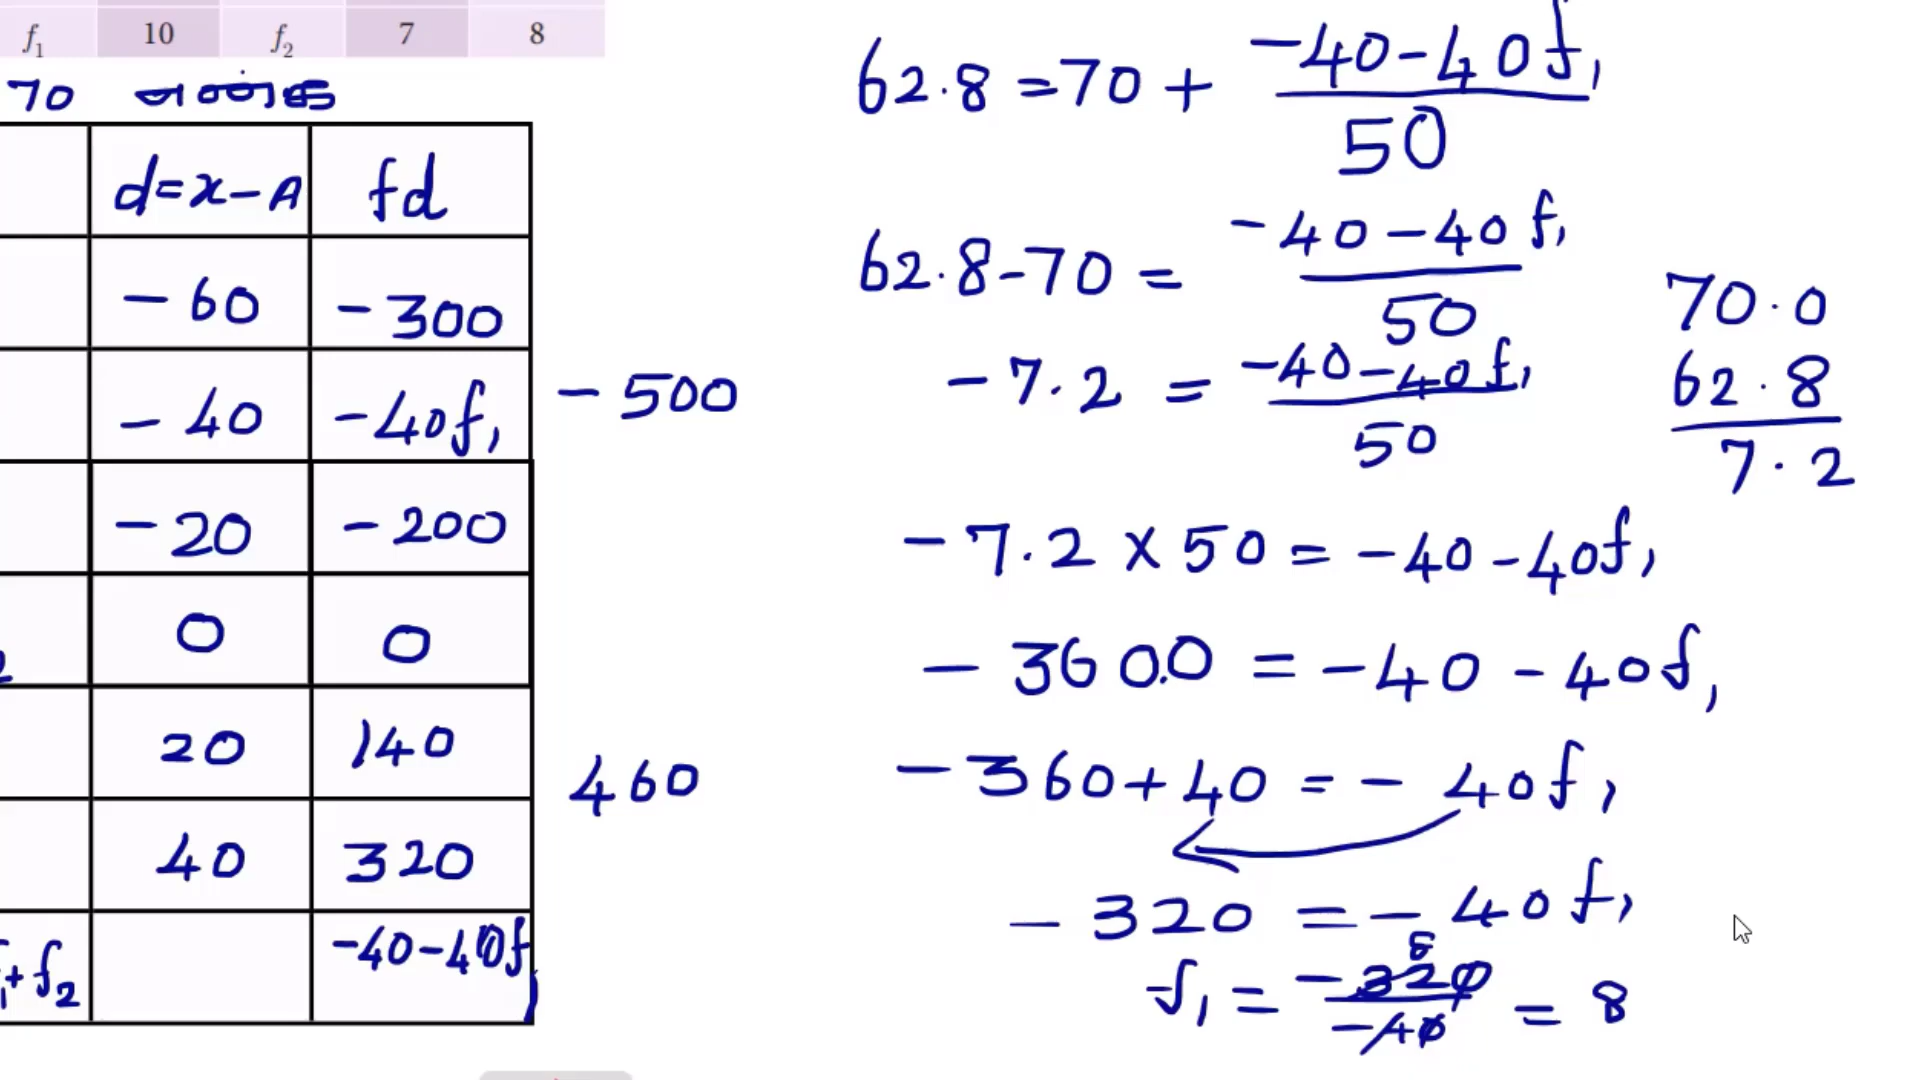 f₁ 10 f₂ 7 8
70
d=x-A fd
-60 -300
-40 -40f₁
-20 -200
0 0
20 140
40 320
+f₂ -40-40f₁
-500
460
62.8 = 70 + (-40-40f₁)/50
62.8-70 = (-40-40f₁)/50
-7.2 = (-40-40f₁)/50
-7.2 × 50 = -40-40f₁
-360.0 = -40-40f₁
-360+40 = -40f₁
-320 = -40f₁
f₁ = -320/-40 = 8
8
70.0
62.8
7.2